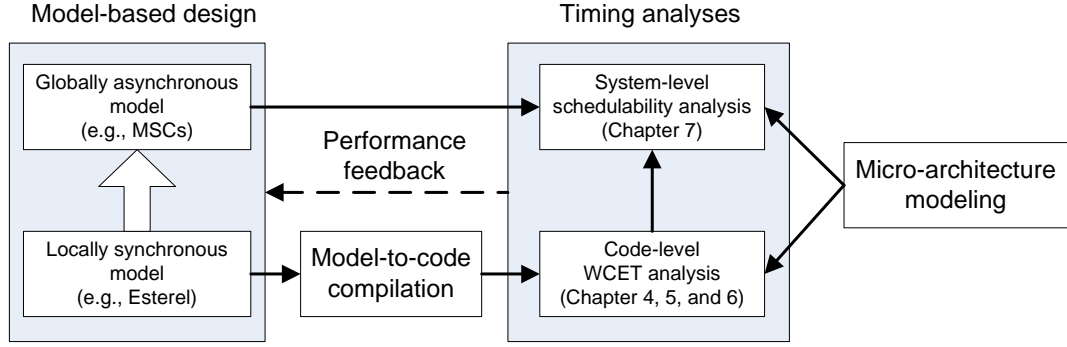 Model-based design
Timing analyses
Globally asynchronous
model
(e.g., MSCs)
System-level
schedulability analysis
(Chapter 7)
Performance
feedback
Micro-architecture
modeling
Locally synchronous
model
(e.g., Esterel)
Model-to-code
compilation
Code-level
WCET analysis
(Chapter 4, 5, and 6)